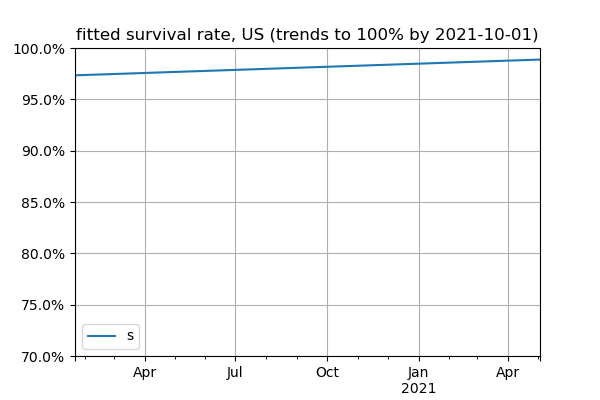 fitted survival rate, US (trends to 100% by 2021-10-01)
100.0%
95.0%
90.0%
85.0%
80.0%
75.0%
70.0%
s
Apr Jul Oct Jan Apr
2021